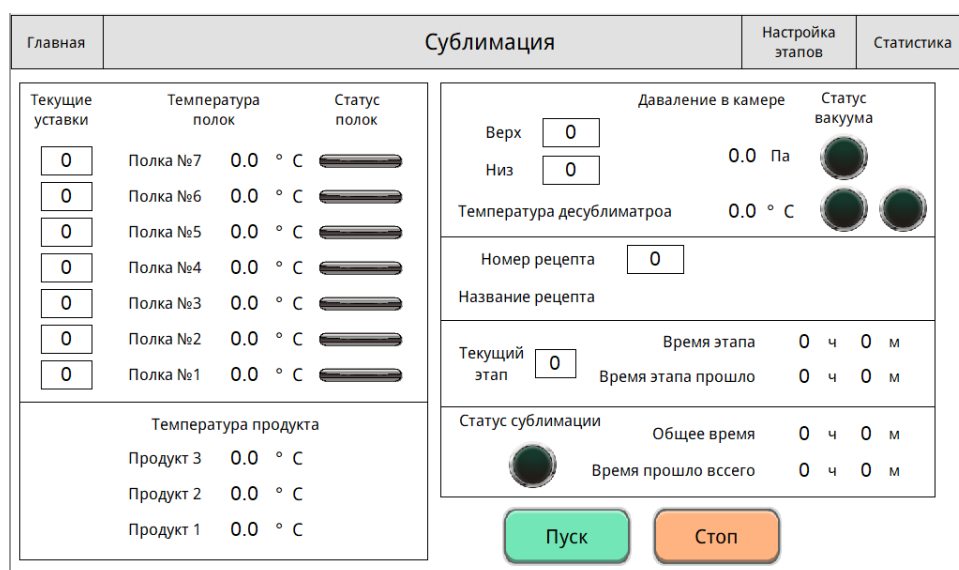 Главная
Сублимация
Настройка
этапов
Статистика
Текущие
уставки
Температура
полок
Статус
полок
0 Полка №7 0.0 ° C
0 Полка №6 0.0 ° C
0 Полка №5 0.0 ° C
0 Полка №4 0.0 ° C
0 Полка №3 0.0 ° C
0 Полка №2 0.0 ° C
0 Полка №1 0.0 ° C
Температура продукта
Продукт 3 0.0 ° C
Продукт 2 0.0 ° C
Продукт 1 0.0 ° C
Даваление в камере
Статус
вакуума
Верх 0
0.0 Па
Низ 0
Температура десублиматроа 0.0 ° C
Номер рецепта 0
Название рецепта
Текущий
этап
0
Время этапа 0 ч 0 м
Время этапа прошло 0 ч 0 м
Статус сублимации
Общее время 0 ч 0 м
Время прошло вссего 0 ч 0 м
Пуск
Стоп